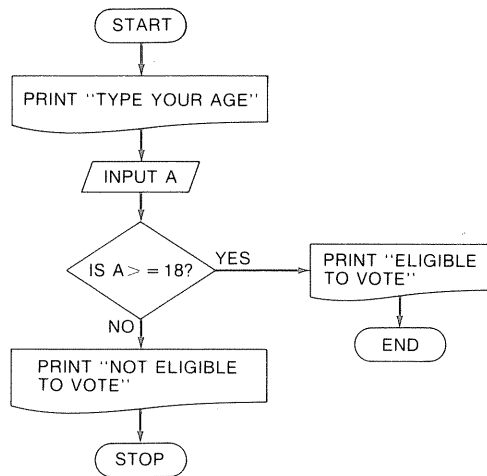 START
PRINT "TYPE YOUR AGE"
INPUT A
IS A > = 18?
YES
PRINT "ELIGIBLE
TO VOTE"
END
NO
PRINT "NOT ELIGIBLE
TO VOTE"
STOP